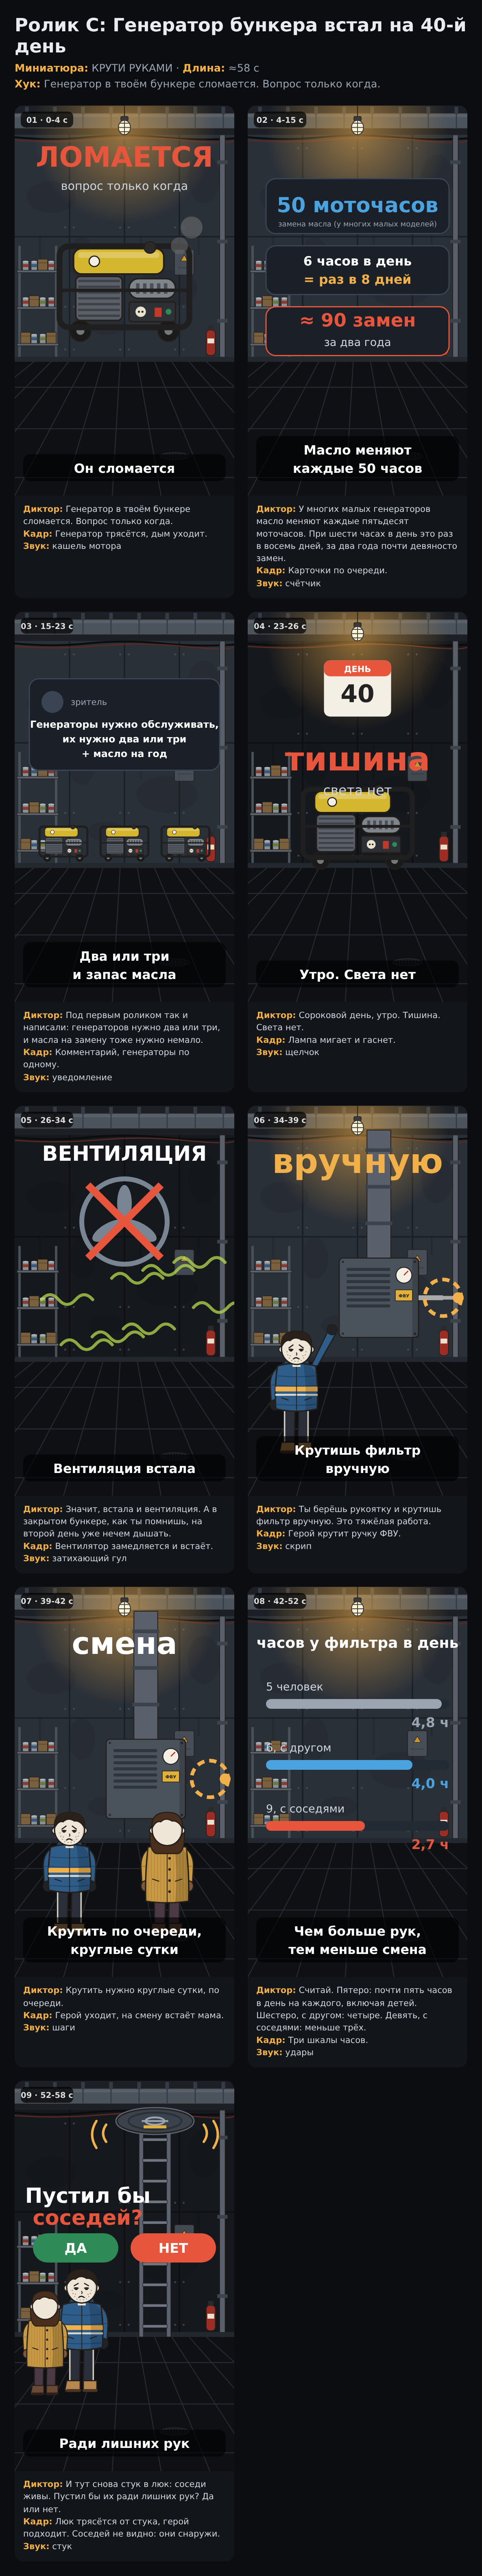 Ролик C: Генератор бункера встал на 40-й
день
Миниатюра: КРУТИ РУКАМИ · Длина: ≈58 с
Хук: Генератор в твоём бункере сломается. Вопрос только когда.
01 · 0-4 с
ЛОМАЕТСЯ
вопрос только когда
Он сломается
Диктор: Генератор в твоём бункере
сломается. Вопрос только когда.
Кадр: Генератор трясётся, дым уходит.
Звук: кашель мотора
02 · 4-15 с
50 моточасов
замена масла (у многих малых моделей)
6 часов в день
= раз в 8 дней
≈ 90 замен
за два года
Масло меняют
каждые 50 часов
Диктор: У многих малых генераторов
масло меняют каждые пятьдесят
моточасов. При шести часах в день это раз
в восемь дней, за два года почти девяносто
замен.
Кадр: Карточки по очереди.
Звук: счётчик
03 · 15-23 с
зритель
Генераторы нужно обслуживать,
их нужно два или три
+ масло на год
Два или три
и запас масла
Диктор: Под первым роликом так и
написали: генераторов нужно два или три,
и масла на замену тоже нужно немало.
Кадр: Комментарий, генераторы по
одному.
Звук: уведомление
04 · 23-26 с
ДЕНЬ
40
тишина
света нет
Утро. Света нет
Диктор: Сороковой день, утро. Тишина.
Света нет.
Кадр: Лампа мигает и гаснет.
Звук: щелчок
05 · 26-34 с
ВЕНТИЛЯЦИЯ
Вентиляция встала
Диктор: Значит, встала и вентиляция. А в
закрытом бункере, как ты помнишь, на
второй день уже нечем дышать.
Кадр: Вентилятор замедляется и встаёт.
Звук: затихающий гул
06 · 34-39 с
вручную
ФВУ
Крутишь фильтр
вручную
Диктор: Ты берёшь рукоятку и крутишь
фильтр вручную. Это тяжёлая работа.
Кадр: Герой крутит ручку ФВУ.
Звук: скрип
07 · 39-42 с
смена
ФВУ
Крутить по очереди,
круглые сутки
Диктор: Крутить нужно круглые сутки, по
очереди.
Кадр: Герой уходит, на смену встаёт мама.
Звук: шаги
08 · 42-52 с
часов у фильтра в день
5 человек
4,8 ч
6, с другом
4,0 ч
9, с соседями
2,7 ч
Чем больше рук,
тем меньше смена
Диктор: Считай. Пятеро: почти пять часов
в день на каждого, включая детей.
Шестеро, с другом: четыре. Девять, с
соседями: меньше трёх.
Кадр: Три шкалы часов.
Звук: удары
09 · 52-58 с
Пустил бы
соседей?
ДА
НЕТ
Ради лишних рук
Диктор: И тут снова стук в люк: соседи
живы. Пустил бы их ради лишних рук? Да
или нет.
Кадр: Люк трясётся от стука, герой
подходит. Соседей не видно: они снаружи.
Звук: стук